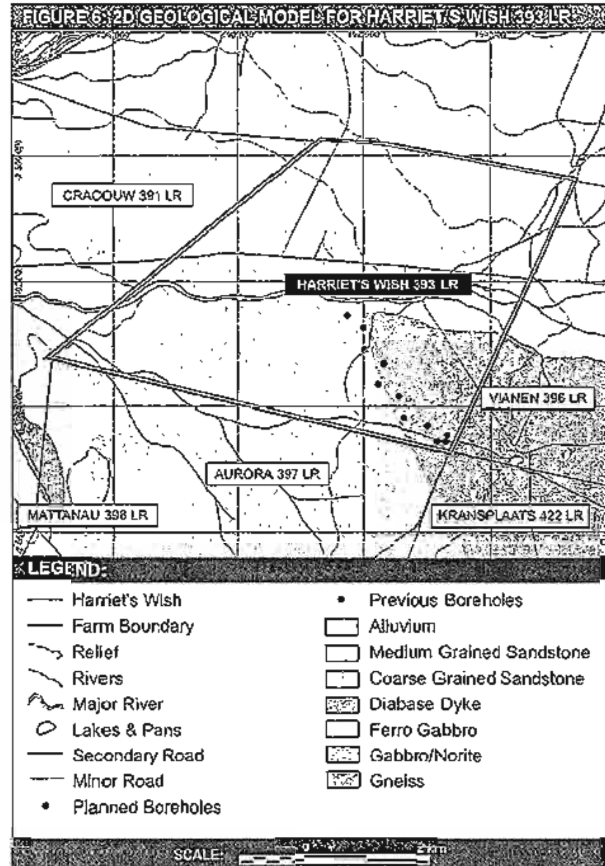 FIGURE 6: 2D GEOLOGICAL MODEL FOR HARRIET'S WISH 393 LR
CRACOUW 391 LR
HARRIET'S WISH 393 LR
VIANEN 396 LR
AURORA 397 LR
MATTANAU 398 LR
KRANSPLAATS 422 LR
LEGEND:
Harriet's Wish
Farm Boundary
Relief
Rivers
Major River
Lakes & Pans
Secondary Road
Minor Road
Planned Boreholes
Previous Boreholes
Alluvium
Medium Grained Sandstone
Coarse Grained Sandstone
Diabase Dyke
Ferro Gabbro
Gabbro/Norite
Gneiss
SCALE:
2 km